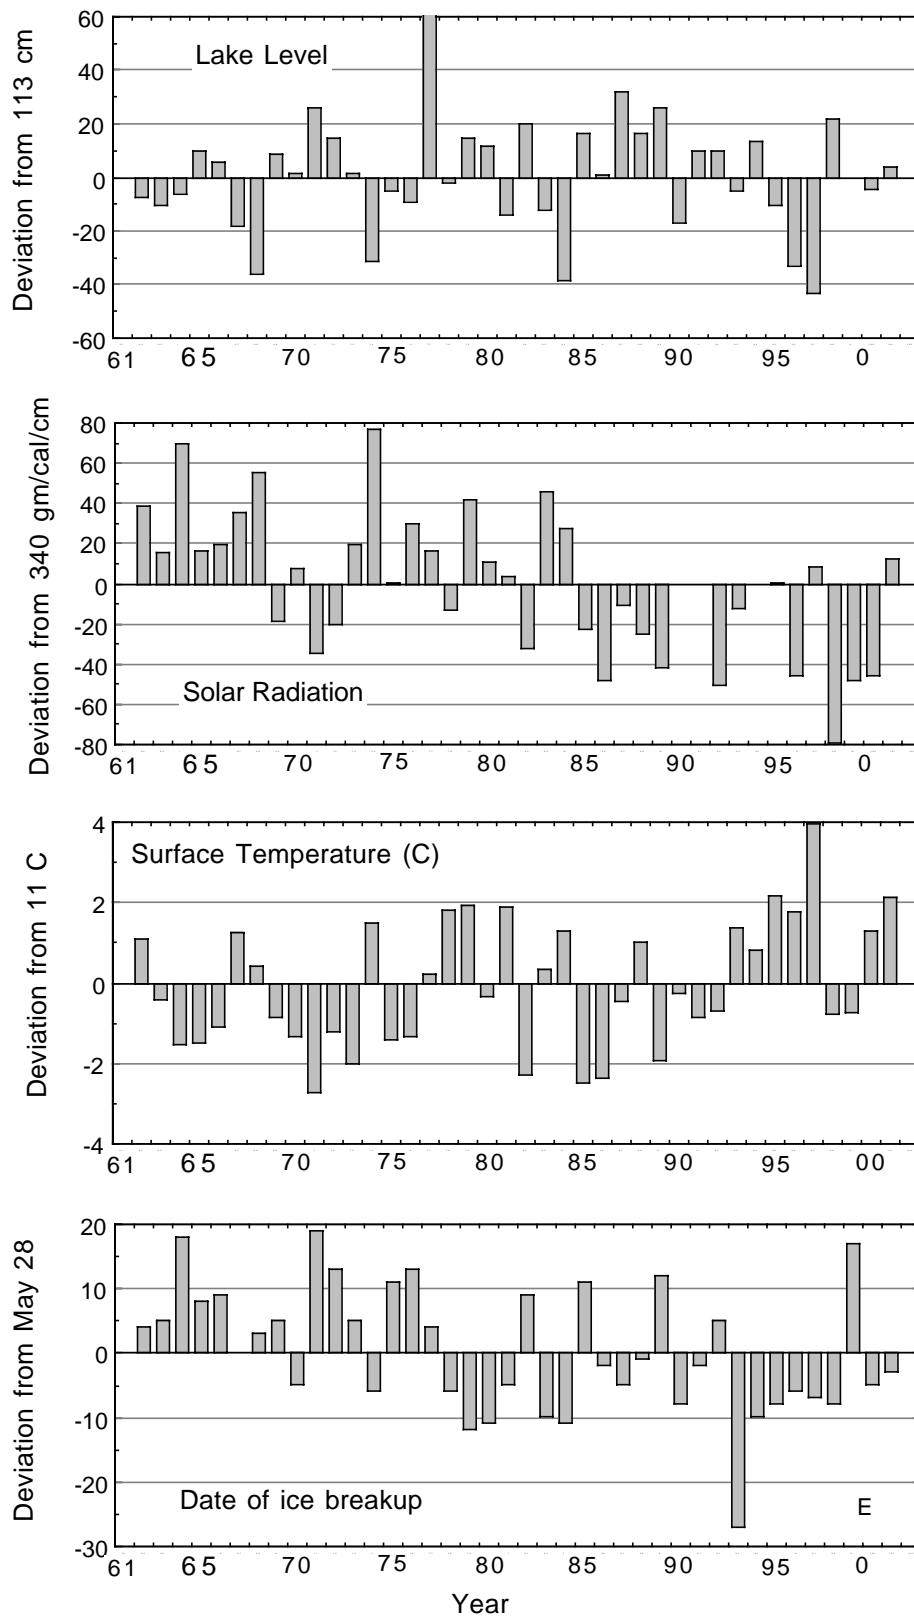 Lake Level
Deviation from 113 cm
60
40
20
0
-20
-40
-60
61 65 70 75 80 85 90 95 0
Solar Radiation
Deviation from 340 gm/cal/cm
80
60
40
20
0
-20
-40
-60
-80
61 65 70 75 80 85 90 95 0
Surface Temperature (C)
Deviation from 11 C
4
2
0
-2
-4
61 65 70 75 80 85 90 95 00
Deviation from May 28
20
10
0
-10
-20
-30
Date of ice breakup
E
61 65 70 75 80 85 90 95 0
Year